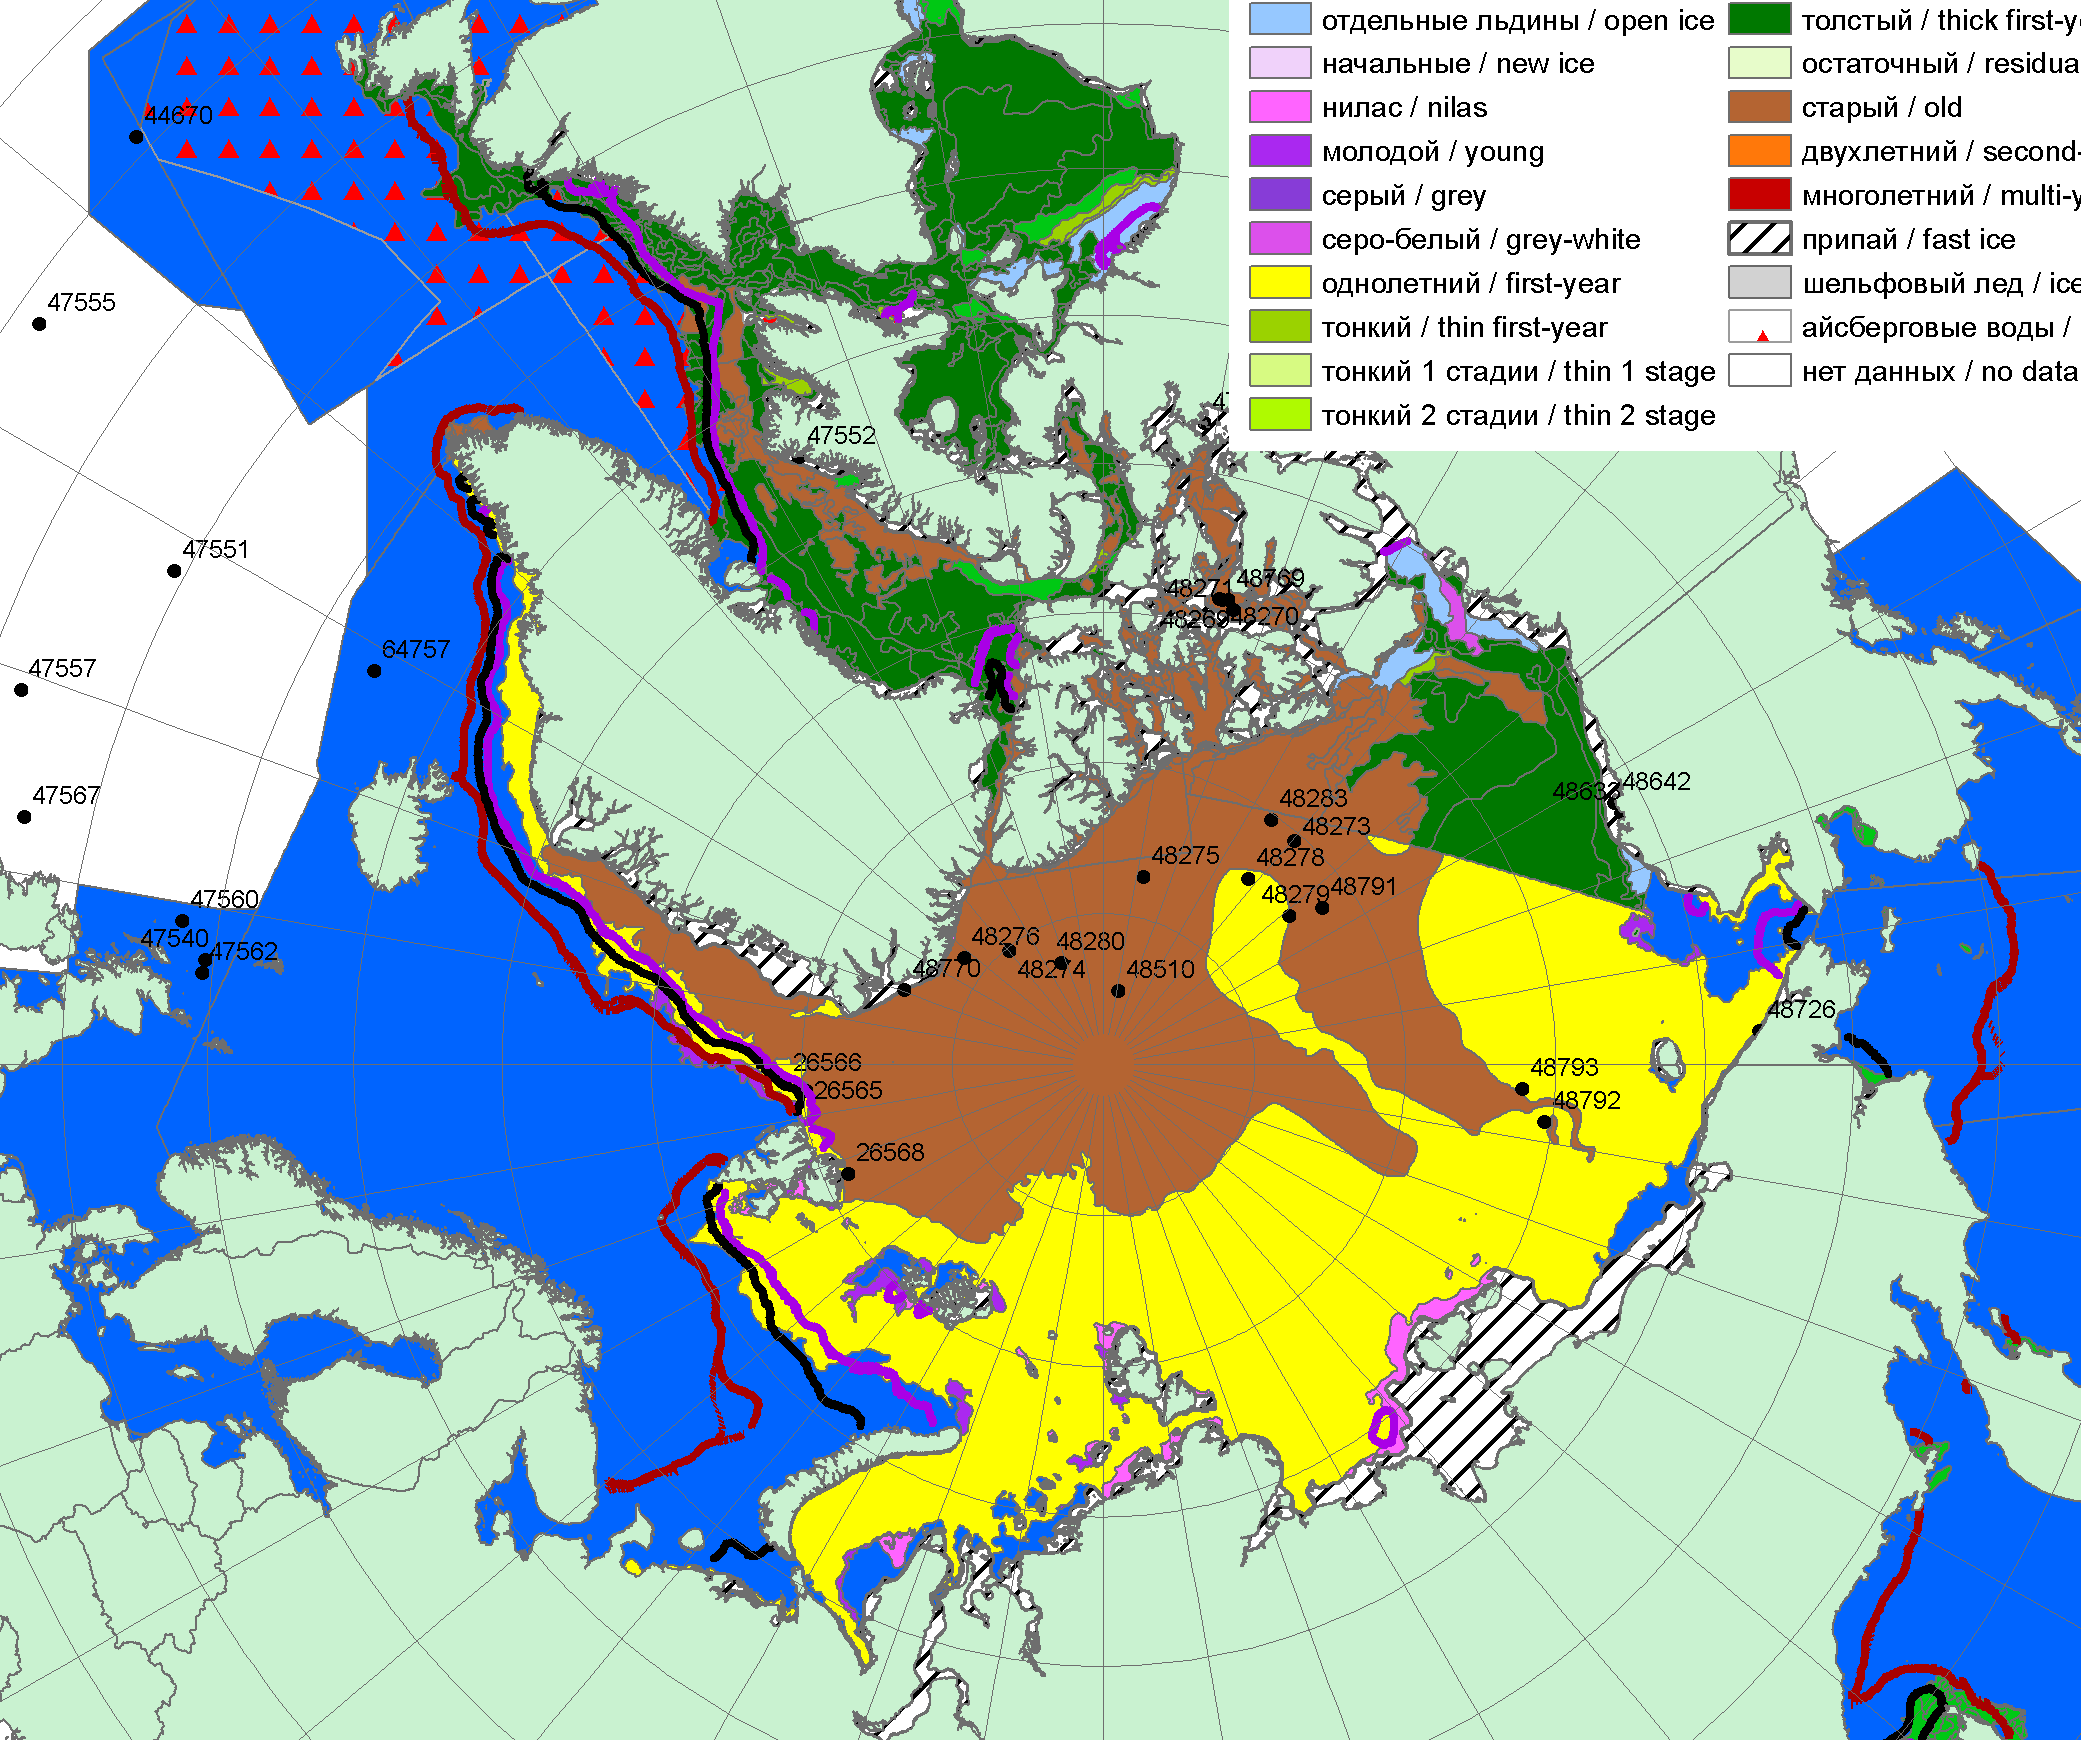 отдельные льдины / open ice
толстый / thick first-y
начальные / new ice
остаточный / residua
нилас / nilas
старый / old
молодой / young
двухлетний / second-
серый / grey
многолетний / multi-y
серо-белый / grey-white
припай / fast ice
однолетний / first-year
шельфовый лед / ice
тонкий / thin first-year
айсберговые воды /
тонкий 1 стадии / thin 1 stage
нет данных / no data
тонкий 2 стадии / thin 2 stage
44670
47555
47552
47551
48271
48769
48269
48270
64757
47557
48633
48642
47567
48283
48273
48275
48278
48279
48791
47560
47540
47562
48276
48280
48770
48274
48510
48726
26566
26565
48793
48792
26568